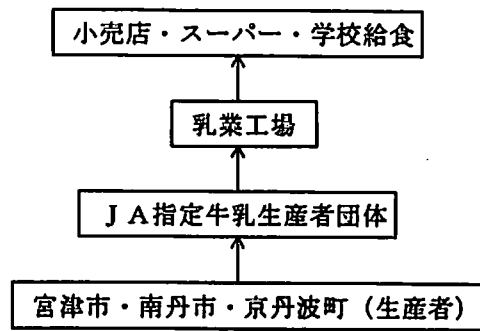 小売店・スーパー・学校給食
乳業工場
ＪＡ指定牛乳生産者団体
宮津市・南丹市・京丹波町（生産者）